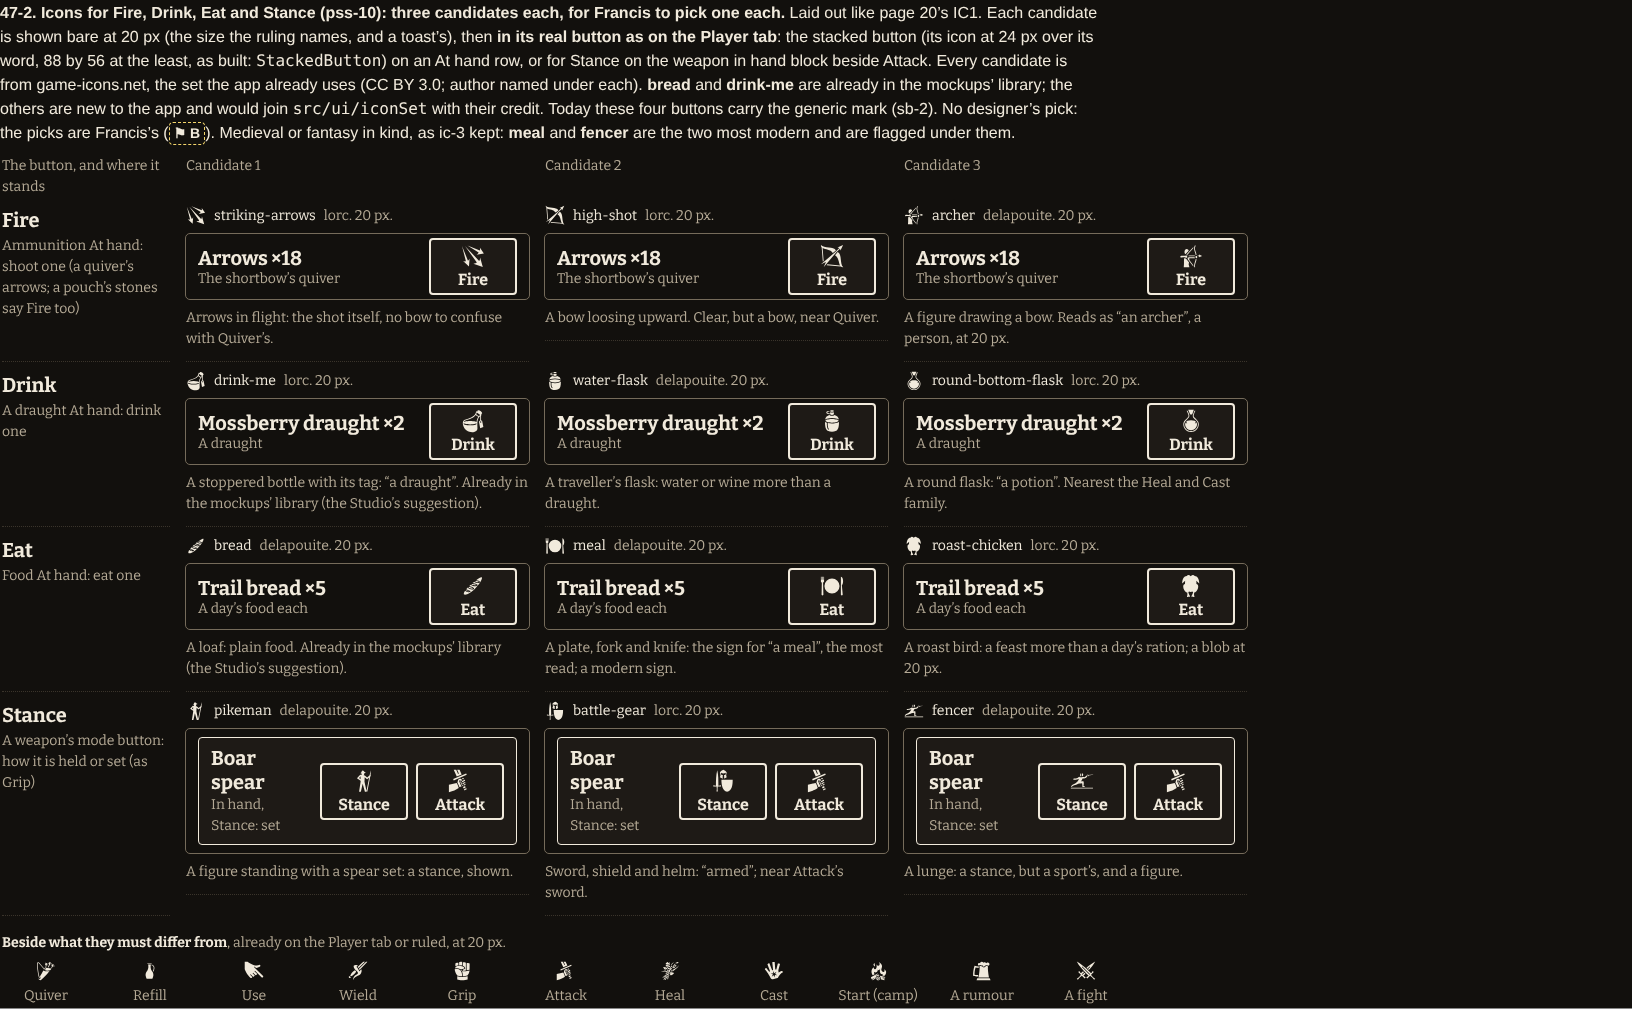 47-2. Icons for Fire, Drink, Eat and Stance (pss-10): three candidates each, for Francis to pick one each. Laid out like page 20’s IC1. Each candidate
is shown bare at 20 px (the size the ruling names, and a toast’s), then in its real button as on the Player tab: the stacked button (its icon at 24 px over its
word, 88 by 56 at the least, as built: StackedButton) on an At hand row, or for Stance on the weapon in hand block beside Attack. Every candidate is
from game-icons.net, the set the app already uses (CC BY 3.0; author named under each). bread and drink-me are already in the mockups’ library; the
others are new to the app and would join src/ui/iconSet with their credit. Today these four buttons carry the generic mark (sb-2). No designer’s pick:
the picks are Francis’s (⚑ B). Medieval or fantasy in kind, as ic-3 kept: meal and fencer are the two most modern and are flagged under them.
The button, and where it
stands
Candidate 1
Candidate 2
Candidate 3
Fire
Ammunition At hand:
shoot one (a quiver’s
arrows; a pouch’s stones
say Fire too)
striking-arrows lorc. 20 px.
Arrows ×18
The shortbow’s quiver
Fire
Arrows in flight: the shot itself, no bow to confuse
with Quiver’s.
high-shot lorc. 20 px.
Arrows ×18
The shortbow’s quiver
Fire
A bow loosing upward. Clear, but a bow, near Quiver.
archer delapouite. 20 px.
Arrows ×18
The shortbow’s quiver
Fire
A figure drawing a bow. Reads as “an archer”, a
person, at 20 px.
Drink
A draught At hand: drink
one
drink-me lorc. 20 px.
Mossberry draught ×2
A draught
Drink
A stoppered bottle with its tag: “a draught”. Already in
the mockups’ library (the Studio’s suggestion).
water-flask delapouite. 20 px.
Mossberry draught ×2
A draught
Drink
A traveller’s flask: water or wine more than a
draught.
round-bottom-flask lorc. 20 px.
Mossberry draught ×2
A draught
Drink
A round flask: “a potion”. Nearest the Heal and Cast
family.
Eat
Food At hand: eat one
bread delapouite. 20 px.
Trail bread ×5
A day’s food each
Eat
A loaf: plain food. Already in the mockups’ library
(the Studio’s suggestion).
meal delapouite. 20 px.
Trail bread ×5
A day’s food each
Eat
A plate, fork and knife: the sign for “a meal”, the most
read; a modern sign.
roast-chicken lorc. 20 px.
Trail bread ×5
A day’s food each
Eat
A roast bird: a feast more than a day’s ration; a blob at
20 px.
Stance
A weapon’s mode button:
how it is held or set (as
Grip)
pikeman delapouite. 20 px.
Boar
spear
In hand,
Stance: set
Stance
Attack
A figure standing with a spear set: a stance, shown.
battle-gear lorc. 20 px.
Boar
spear
In hand,
Stance: set
Stance
Attack
Sword, shield and helm: “armed”; near Attack’s
sword.
fencer delapouite. 20 px.
Boar
spear
In hand,
Stance: set
Stance
Attack
A lunge: a stance, but a sport’s, and a figure.
Beside what they must differ from, already on the Player tab or ruled, at 20 px.
Quiver
Refill
Use
Wield
Grip
Attack
Heal
Cast
Start (camp)
A rumour
A fight